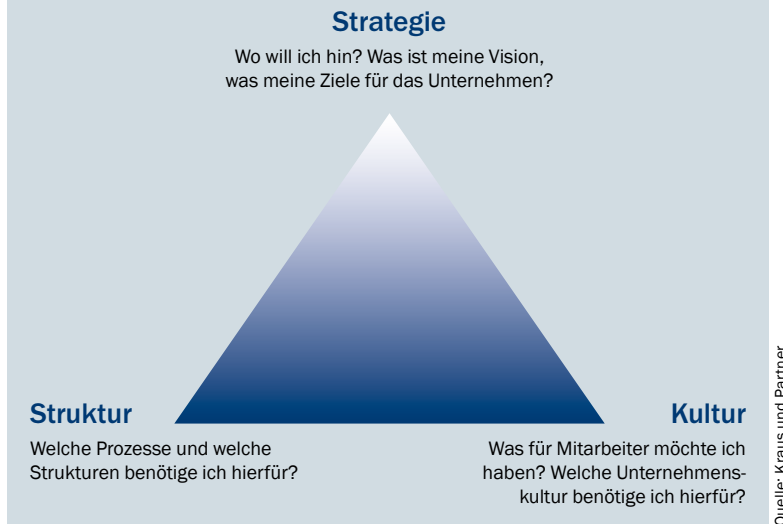 Strategie
Wo will ich hin? Was ist meine Vision,
was meine Ziele für das Unternehmen?
Struktur
Welche Prozesse und welche
Strukturen benötige ich hierfür?
Kultur
Was für Mitarbeiter möchte ich
haben? Welche Unternehmens-
kultur benötige ich hierfür?
Quelle: Kraus und Partner